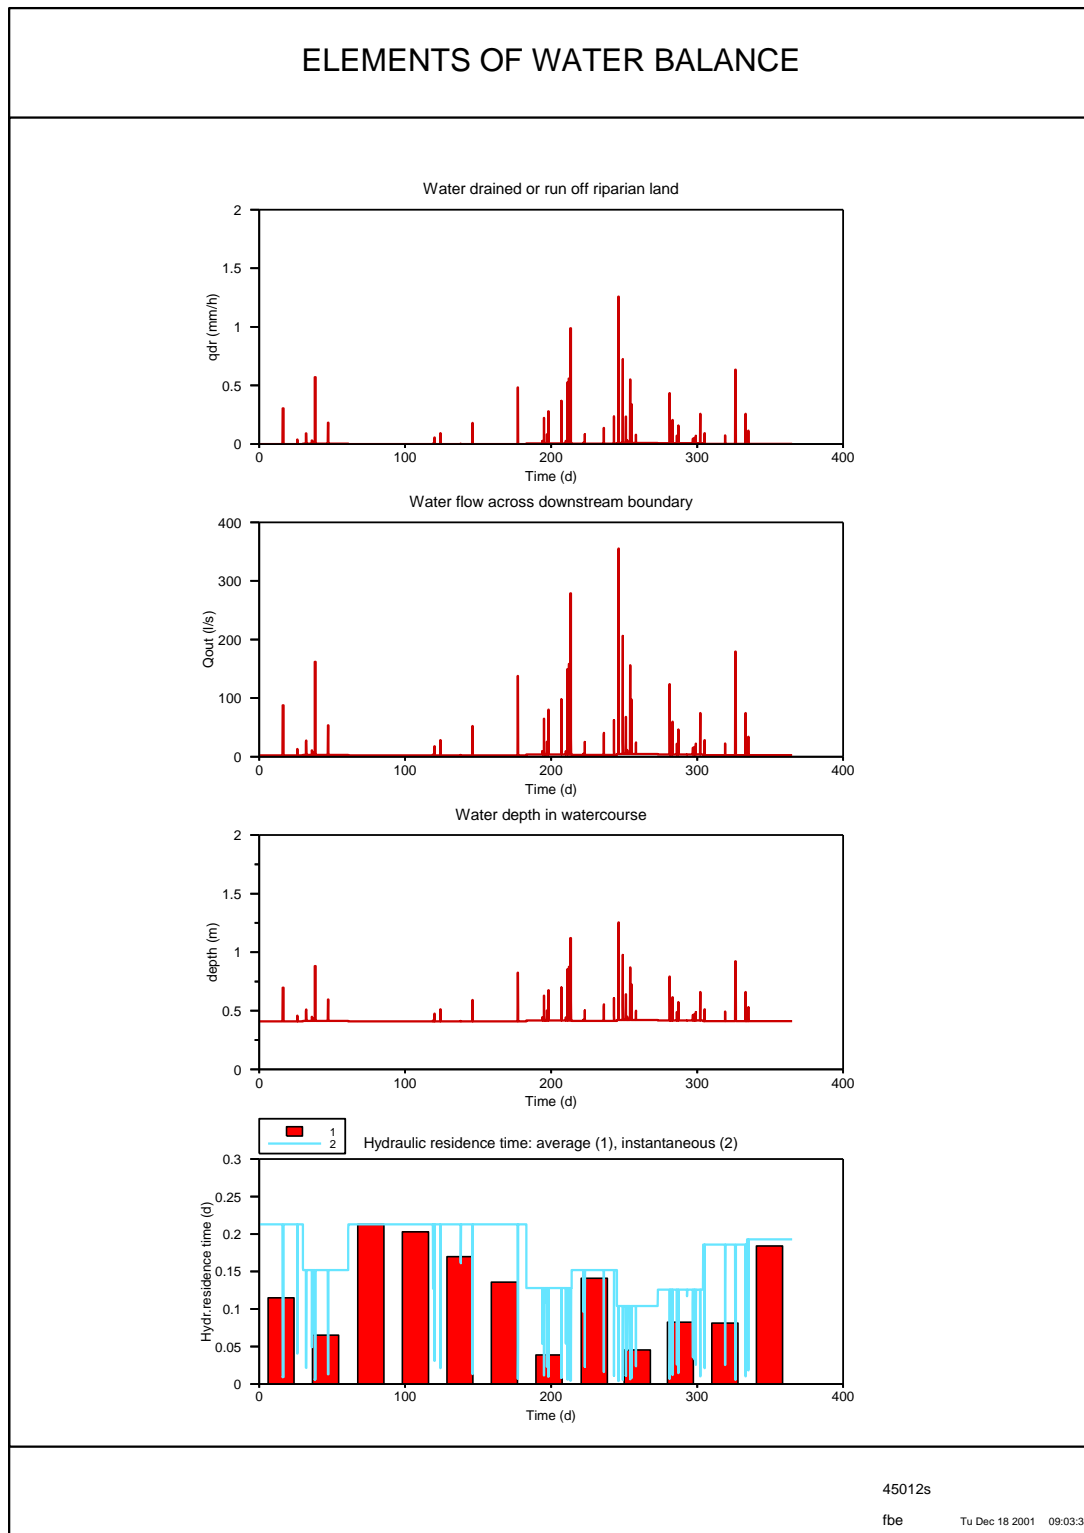 ELEMENTS OF WATER BALANCE
Water drained or run off riparian land
2
1.5
1
0.5
0
qdr (mm/h)
0 100 200 300 400
Time (d)
Water flow across downstream boundary
400
300
200
100
0
Qout (l/s)
0 100 200 300 400
Time (d)
Water depth in watercourse
2
1.5
1
0.5
0
depth (m)
0 100 200 300 400
Time (d)
1
2
Hydraulic residence time: average (1), instantaneous (2)
0.3
0.25
0.2
0.15
0.1
0.05
0
Hydr.residence time (d)
0 100 200 300 400
Time (d)
45012s
fbe Tu Dec 18 2001 09:03:3